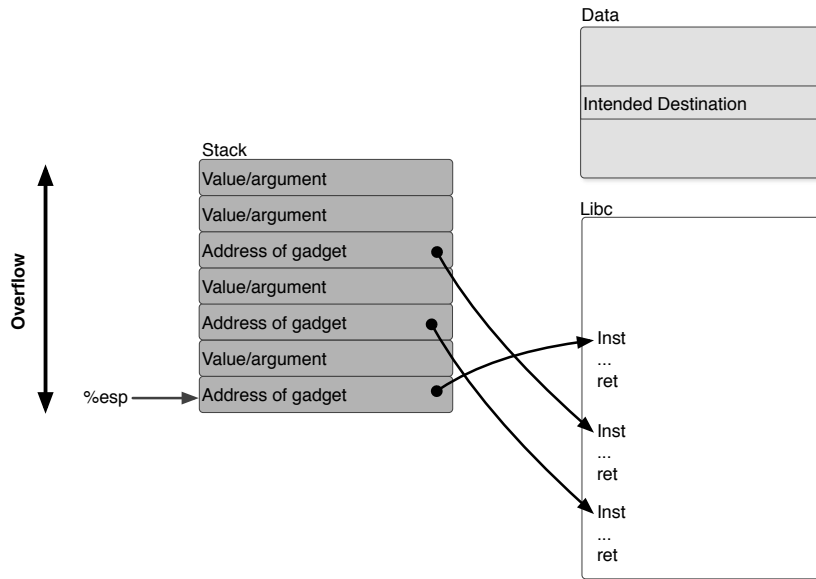 Data
Intended Destination
Stack
Value/argument
Value/argument
Address of gadget
Value/argument
Address of gadget
Value/argument
Address of gadget
Overflow
%esp
Libc
Inst
...
ret
Inst
...
ret
Inst
...
ret